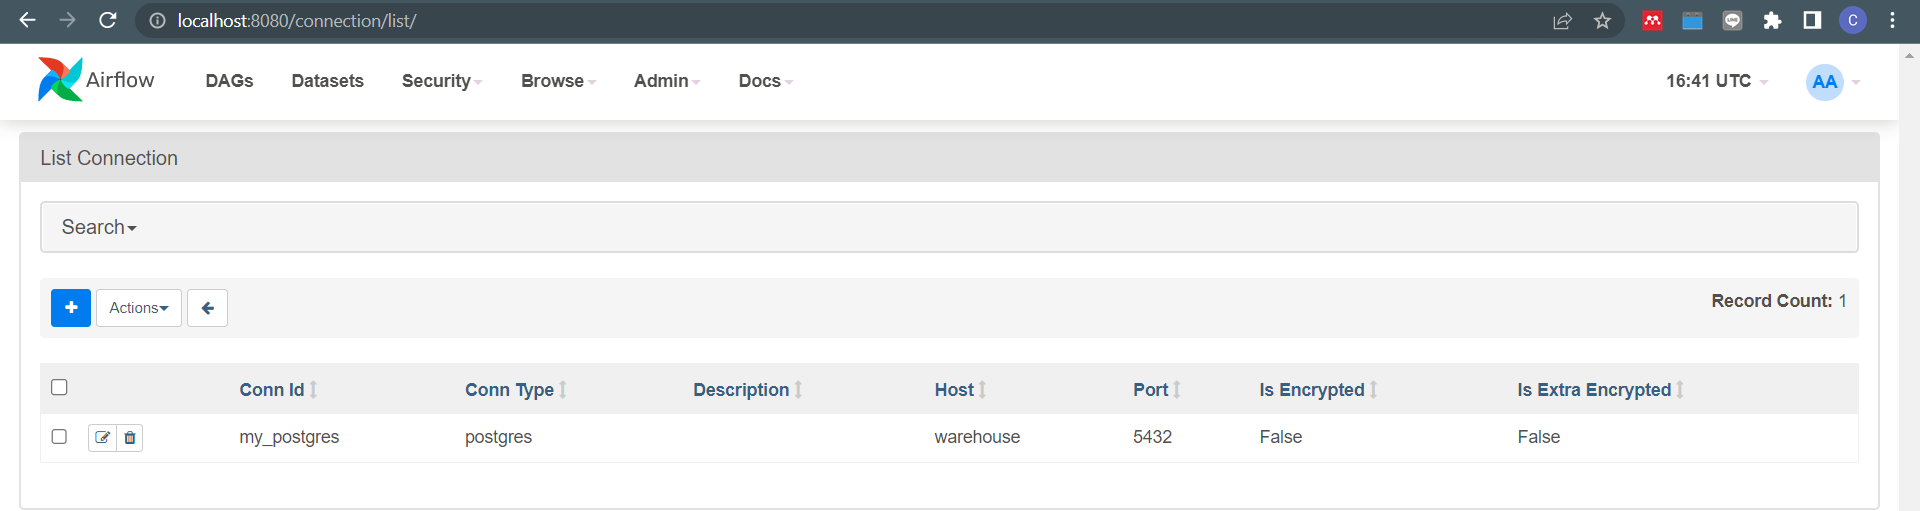 localhost:8080/connection/list/
C
Airflow DAGs Datasets Security Browse Admin Docs 16:41 UTC AA
List Connection
Search
+ Actions Record Count: 1
Conn Id Conn Type Description Host Port Is Encrypted Is Extra Encrypted
my_postgres postgres warehouse 5432 False False